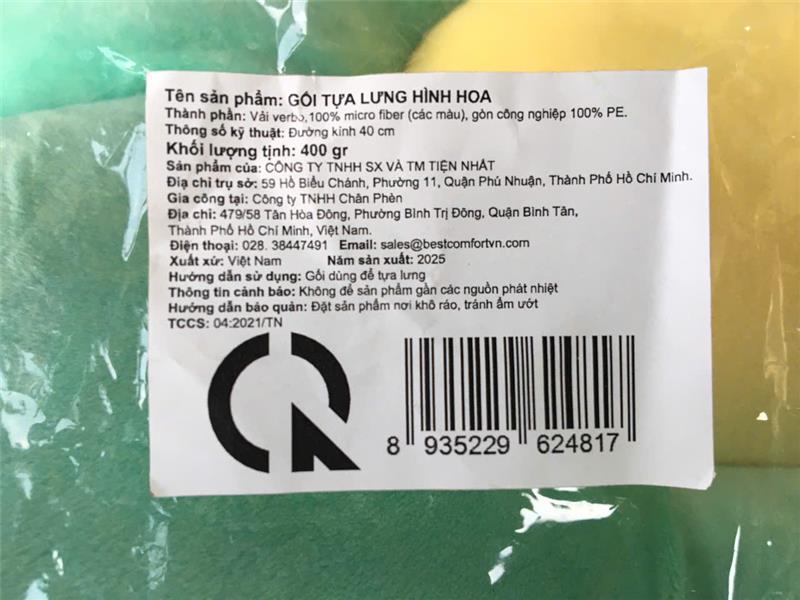 Tên sản phẩm: GỐI TỰA LƯNG HÌNH HOA
Thành phần: Vải verbo,100% micro fiber (các màu), gòn công nghiệp 100% PE.
Thông số kỹ thuật: Đường kính 40 cm
Khối lượng tịnh: 400 gr
Sản phẩm của: CÔNG TY TNHH SX VÀ TM TIỆN NHẤT
Địa chỉ trụ sở: 59 Hồ Biểu Chánh, Phường 11, Quận Phú Nhuận, Thành Phố Hồ Chí Minh.
Gia công tại: Công ty TNHH Chăn Phèn
Địa chỉ: 479/58 Tân Hòa Đông, Phường Bình Trị Đông, Quận Bình Tân,
Thành Phố Hồ Chí Minh, Việt Nam.
Điện thoại: 028. 38447491 Email: sales@bestcomfortvn.com
Xuất xứ: Việt Nam Năm sản xuất: 2025
Hướng dẫn sử dụng: Gối dùng để tựa lưng
Thông tin cảnh báo: Không để sản phẩm gần các nguồn phát nhiệt
Hướng dẫn bảo quản: Đặt sản phẩm nơi khô ráo, tránh ẩm ướt
TCCS: 04:2021/TN
8 935229 624817